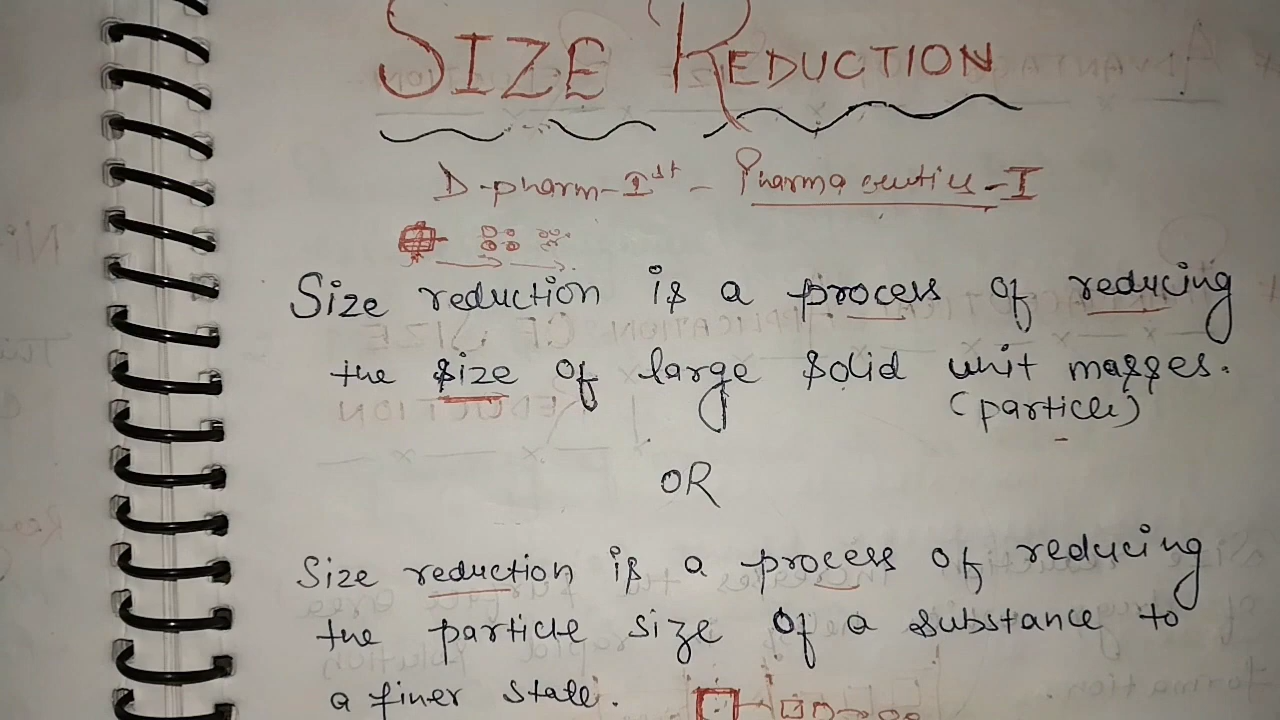 SIZE REDUCTION
D-pharm-Ist - Pharmaceutics-I
Size reduction is a process of reducing
the size of large solid unit masses.
(particle)
OR
Size reduction is a process of reducing
the particle size of a substance to
a finer state.